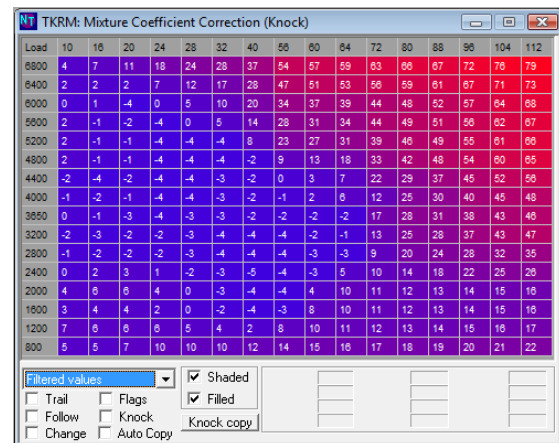 NT TKRM: Mixture Coefficient Correction (Knock)
Load 10 16 20 24 28 32 40 56 60 64 72 80 88 96 104 112
6800 4 7 11 18 24 28 37 54 57 59 63 66 67 72 76 79
6400 2 2 2 7 12 17 28 47 51 53 56 59 61 67 71 73
6000 0 1 -4 0 5 10 20 34 37 39 44 48 52 57 64 68
5600 2 -1 -2 -4 0 5 14 28 31 34 44 49 51 56 62 67
5200 2 -1 -1 -4 -4 -4 8 23 27 31 39 46 49 55 61 66
4800 2 -1 -1 -4 -4 -4 -2 9 13 18 33 42 48 54 60 65
4400 -2 -4 -2 -4 -4 -3 -2 0 3 7 22 29 37 45 52 56
4000 -1 -2 -1 -4 -4 -3 -2 -1 2 6 12 25 30 40 45 48
3650 0 -1 -3 -4 -3 -3 -2 -2 -2 -2 17 28 31 38 43 48
3200 -2 -3 -2 -2 -3 -4 -4 -4 -2 -1 13 25 28 37 43 47
2800 -1 -2 -2 -2 -3 -4 -4 -4 -3 -3 9 20 24 28 32 35
2400 0 2 3 1 -2 -3 -5 -4 -3 5 10 14 18 22 25 26
2000 4 6 6 4 0 -3 -4 -4 4 10 11 12 13 14 15 16
1600 3 4 4 2 0 -2 -4 -3 8 10 11 12 13 14 15 16
1200 7 6 6 6 5 4 2 8 10 11 12 13 14 15 16 17
800 5 5 7 10 10 10 12 14 15 16 17 18 19 20 21 22
Filtered values
Shaded
Trail Flags
Filled
Follow Knock
Knock copy
Change Auto Copy